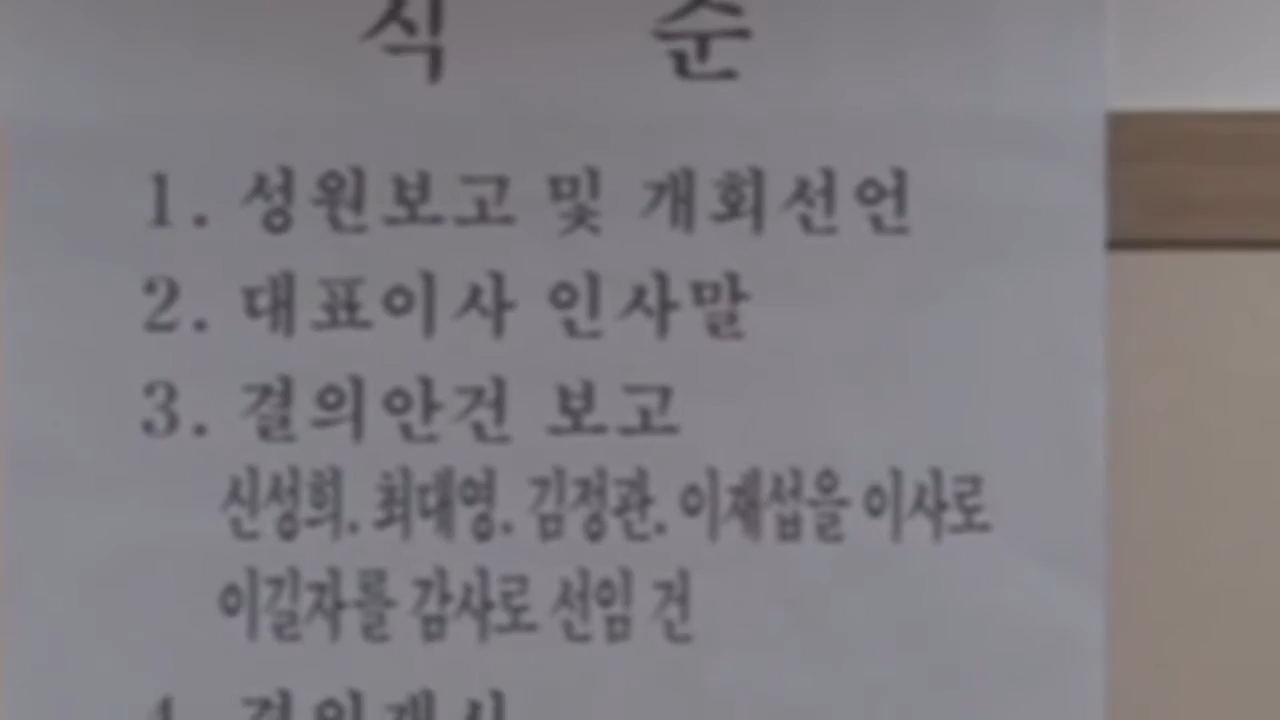 식 순
1. 성원보고 및 개회선언
2. 대표이사 인사말
3. 결의안건 보고
신성희, 최대영, 김정관, 이재섭을 이사로
이길자를 감사로 선임 건
4.